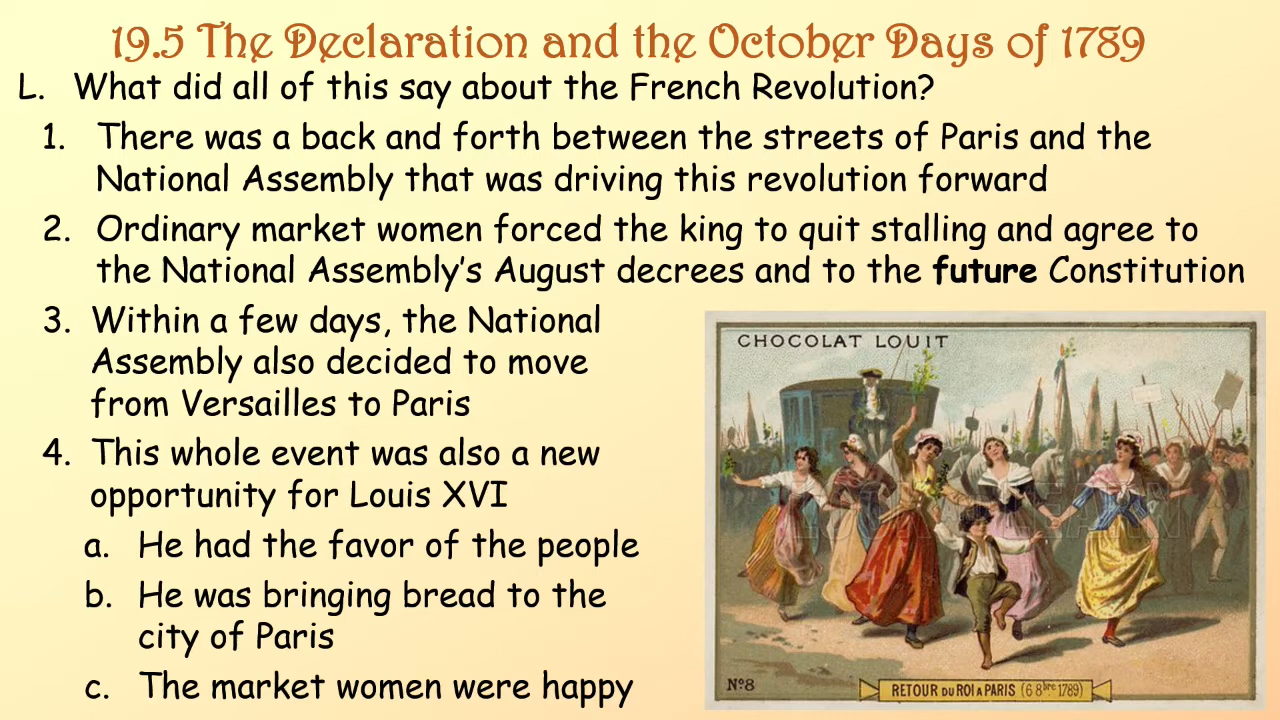 19.5 The Declaration and the October Days of 1789
L. What did all of this say about the French Revolution?
1. There was a back and forth between the streets of Paris and the
National Assembly that was driving this revolution forward
2. Ordinary market women forced the king to quit stalling and agree to
the National Assembly's August decrees and to the future Constitution
3. Within a few days, the National
Assembly also decided to move
from Versailles to Paris
4. This whole event was also a new
opportunity for Louis XVI
a. He had the favor of the people
b. He was bringing bread to the
city of Paris
c. The market women were happy
CHOCOLAT LOUIT
Nº8
RETOUR DU ROI A PARIS (6 8bre 1789)